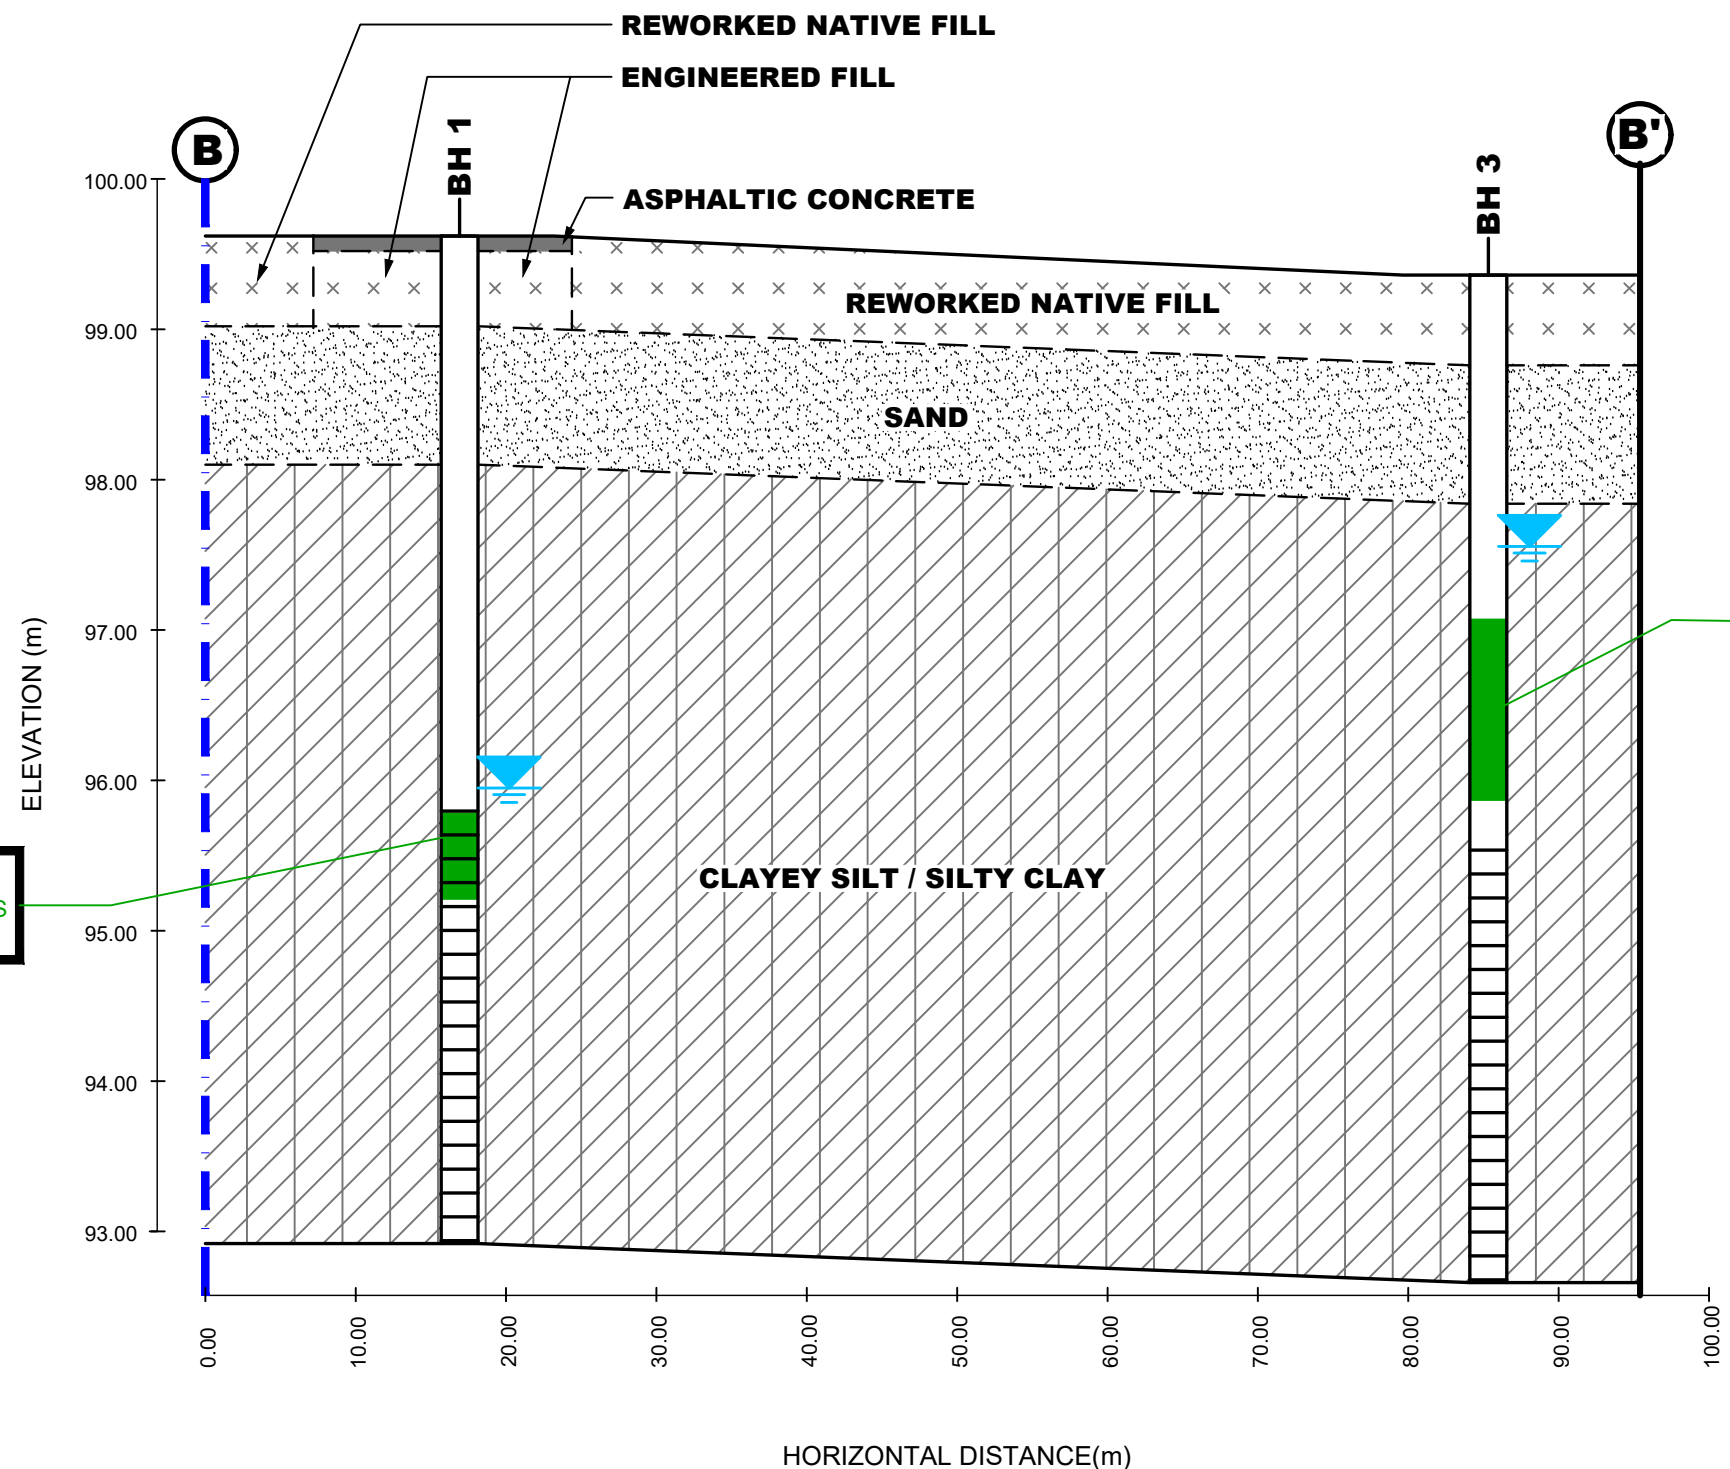 REWORKED NATIVE FILL
ENGINEERED FILL
B
BH 1
BH 3
B'
ASPHALTIC CONCRETE
100.00
99.00
98.00
97.00
96.00
95.00
94.00
93.00
ELEVATION (m)
REWORKED NATIVE FILL
SAND
CLAYEY SILT / SILTY CLAY
S
0.00
10.00
20.00
30.00
40.00
50.00
60.00
70.00
80.00
90.00
100.00
HORIZONTAL DISTANCE(m)